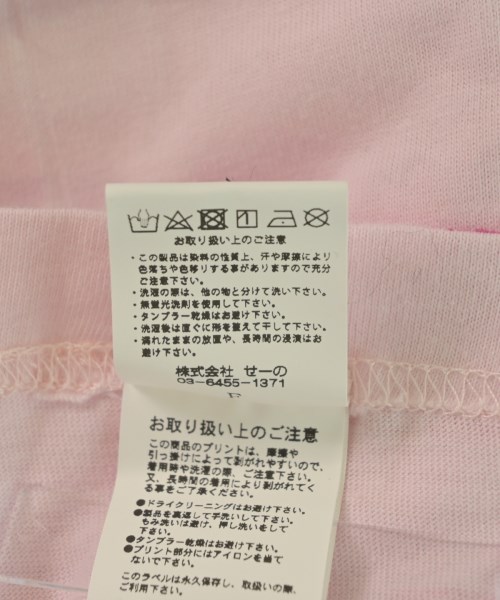 お取り扱い上のご注意
・この製品は染料の性質上、汗や摩擦により
色落ちや色移りする事がありますので充分
ご注意下さい。
・洗濯の際は、他の物と分けて洗い下さい。
・無蛍光洗剤を使用して下さい。
・タンブラー乾燥はお避け下さい。
・洗濯後は直ぐに形を整えて干して下さい。
・濡れたままの放置や、長時間の浸漬はお
避け下さい。
株式会社 せーの
03-6455-1371
お取り扱い上のご注意
この商品のプリントは、摩擦や
引っ掛けによって剥がれやすいので、
着用時や洗濯の際、ご注意下さい。
又、長時間の着用により剥がれてく
る事をご了承ください。
●ドライクリーニングはお避け下さい。
●製品を裏返して手洗いして下さい。
もみ洗いは避け、押し洗いをして
下さい。
●タンブラー乾燥はお避け下さい。
●プリント部分にはアイロンを当て
ないで下さい。
このラベルは永久保存し、取扱いの際、
ご利用下さい。